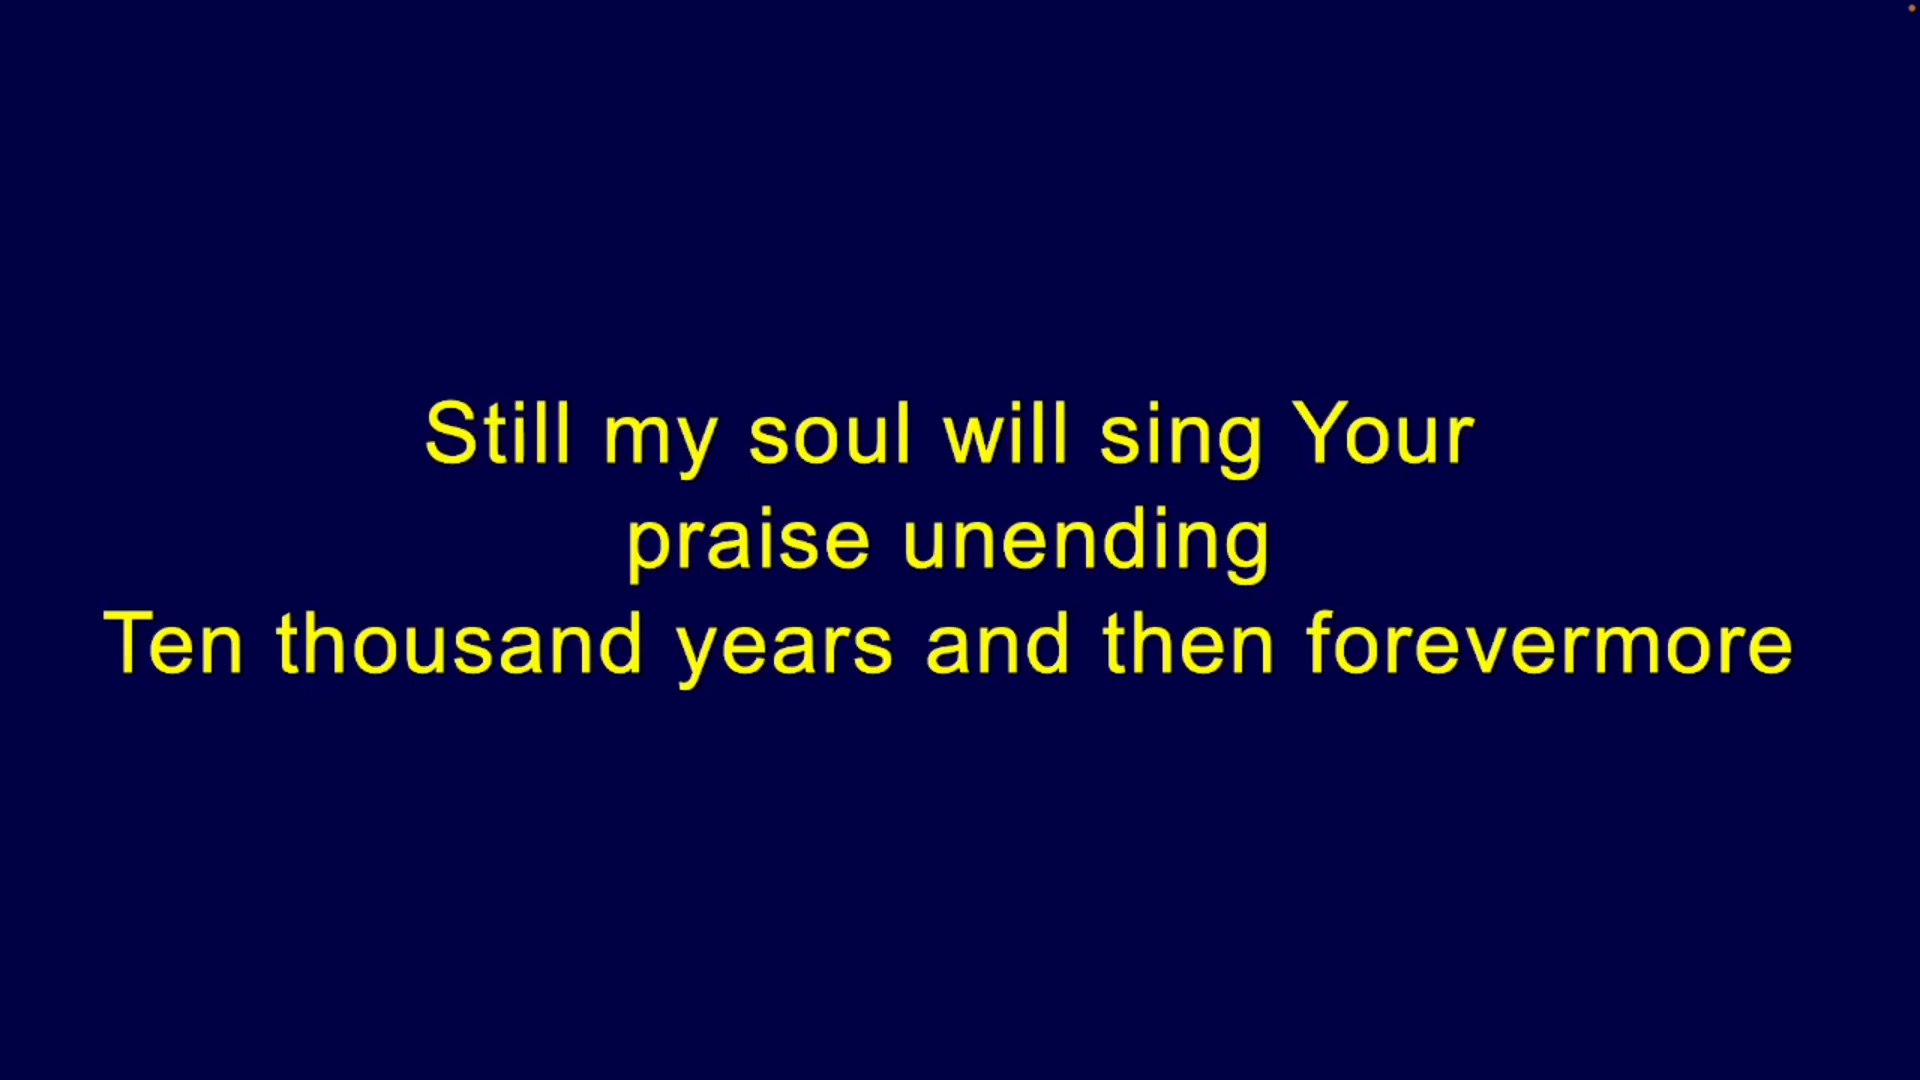 Still my soul will sing Your
praise unending
Ten thousand years and then forevermore